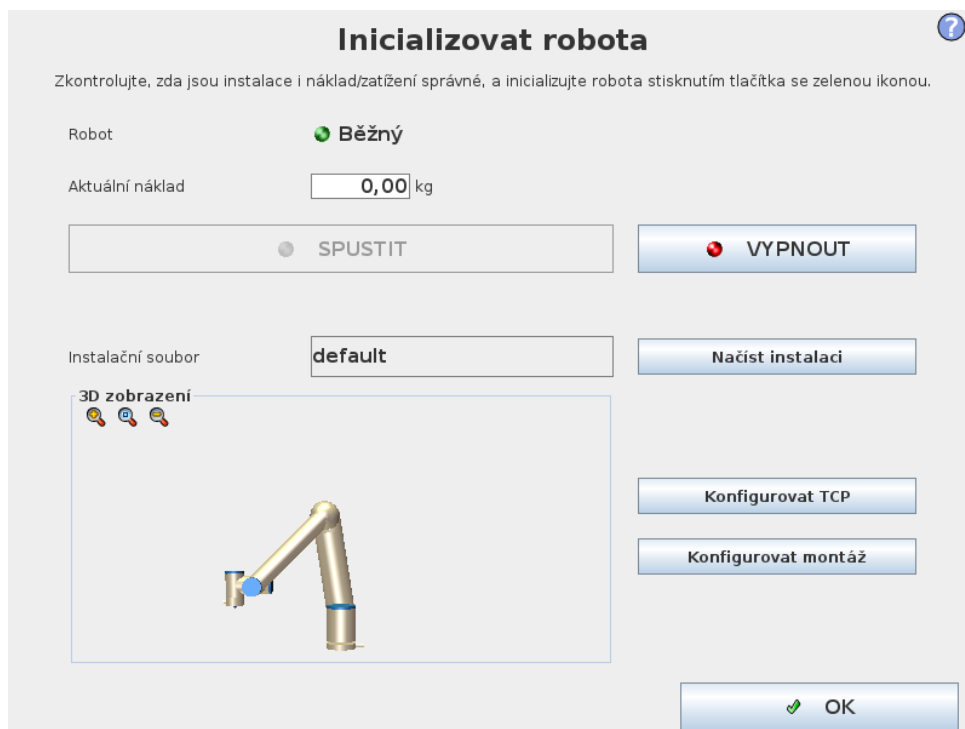 Inicializovat robota
?
Zkontrolujte, zda jsou instalace i náklad/zatížení správné, a inicializujte robota stisknutím tlačítka se zelenou ikonou.
Robot
Běžný
Aktuální náklad
0,00 kg
SPUSTIT
VYPNOUT
Instalační soubor
default
Načíst instalaci
3D zobrazení
Konfigurovat TCP
Konfigurovat montáž
OK